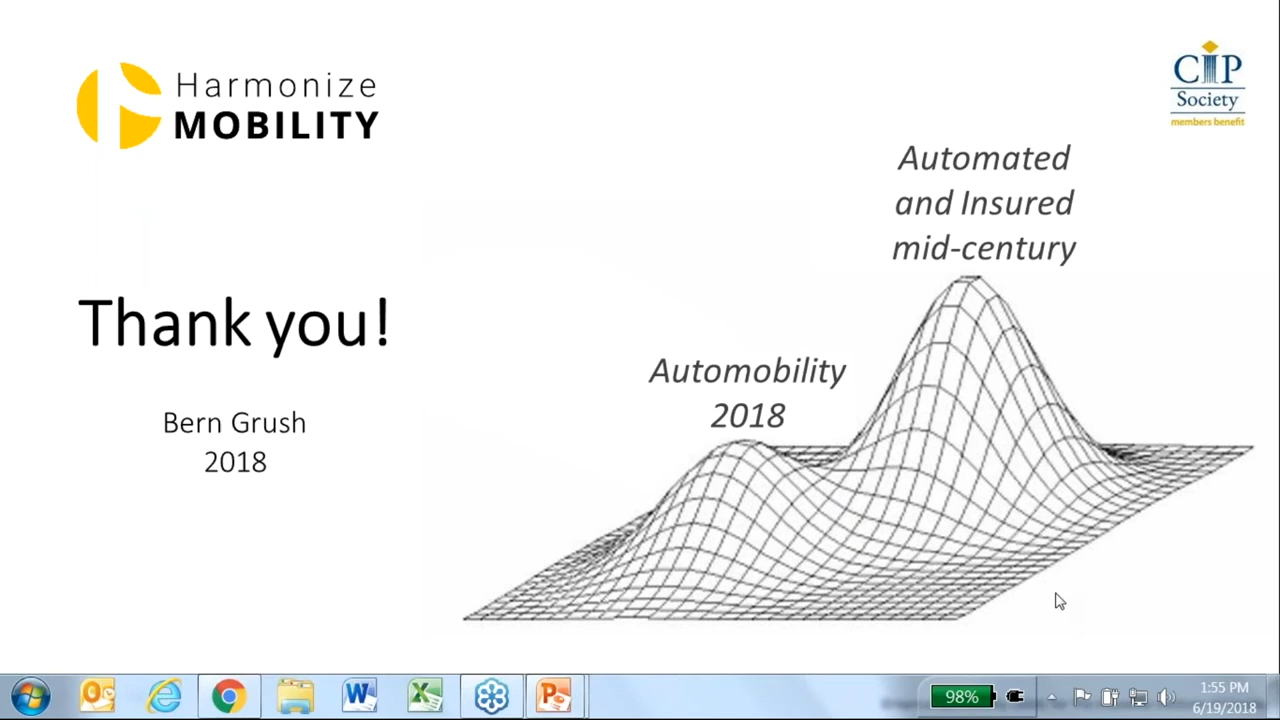 Harmonize
MOBILITY
CIP
Society
members benefit
Automated
and Insured
mid-century
Thank you!
Automobility
2018
Bern Grush
2018
98%
1:55 PM
6/19/2018